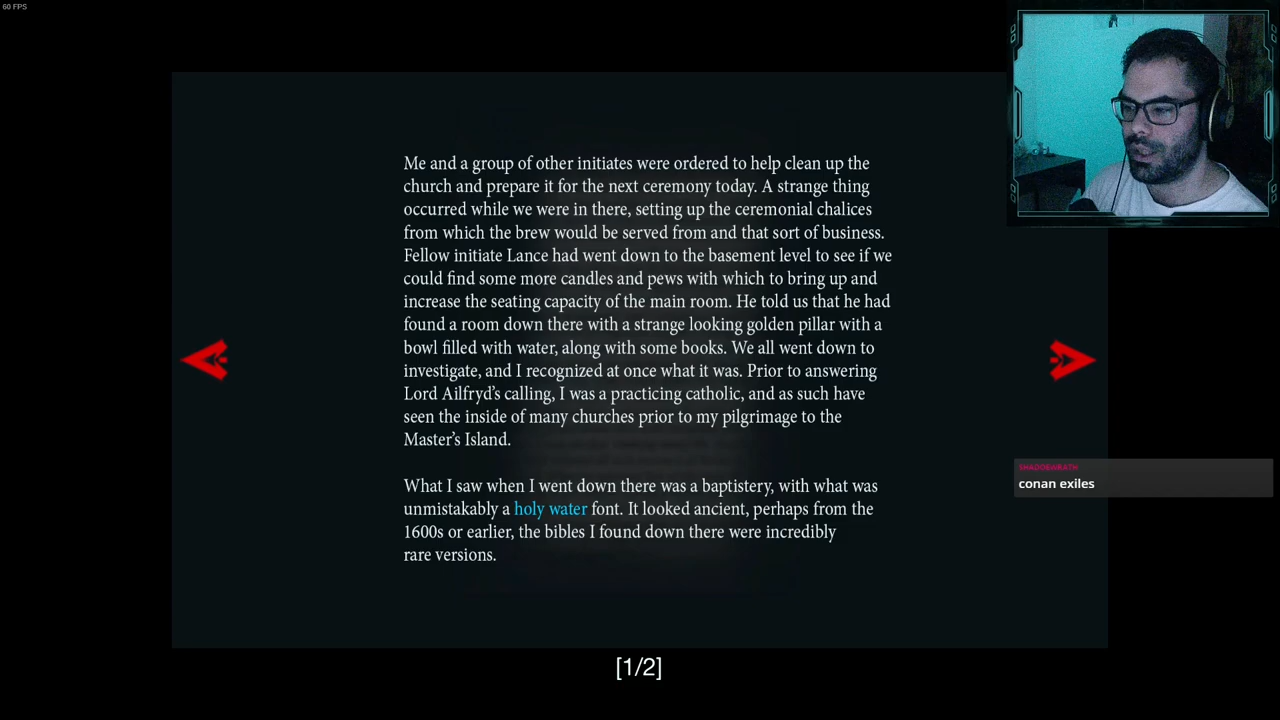 60 FPS
Me and a group of other initiates were ordered to help clean up the
church and prepare it for the next ceremony today. A strange thing
occurred while we were in there, setting up the ceremonial chalices
from which the brew would be served from and that sort of business.
Fellow initiate Lance had went down to the basement level to see if we
could find some more candles and pews with which to bring up and
increase the seating capacity of the main room. He told us that he had
found a room down there with a strange looking golden pillar with a
bowl filled with water, along with some books. We all went down to
investigate, and I recognized at once what it was. Prior to answering
Lord Ailfryd's calling, I was a practicing catholic, and as such have
seen the inside of many churches prior to my pilgrimage to the
Master's Island.
What I saw when I went down there was a baptistery, with what was
unmistakably a holy water font. It looked ancient, perhaps from the
1600s or earlier, the bibles I found down there were incredibly
rare versions.
SHADOEWRATH
conan exiles
[1/2]